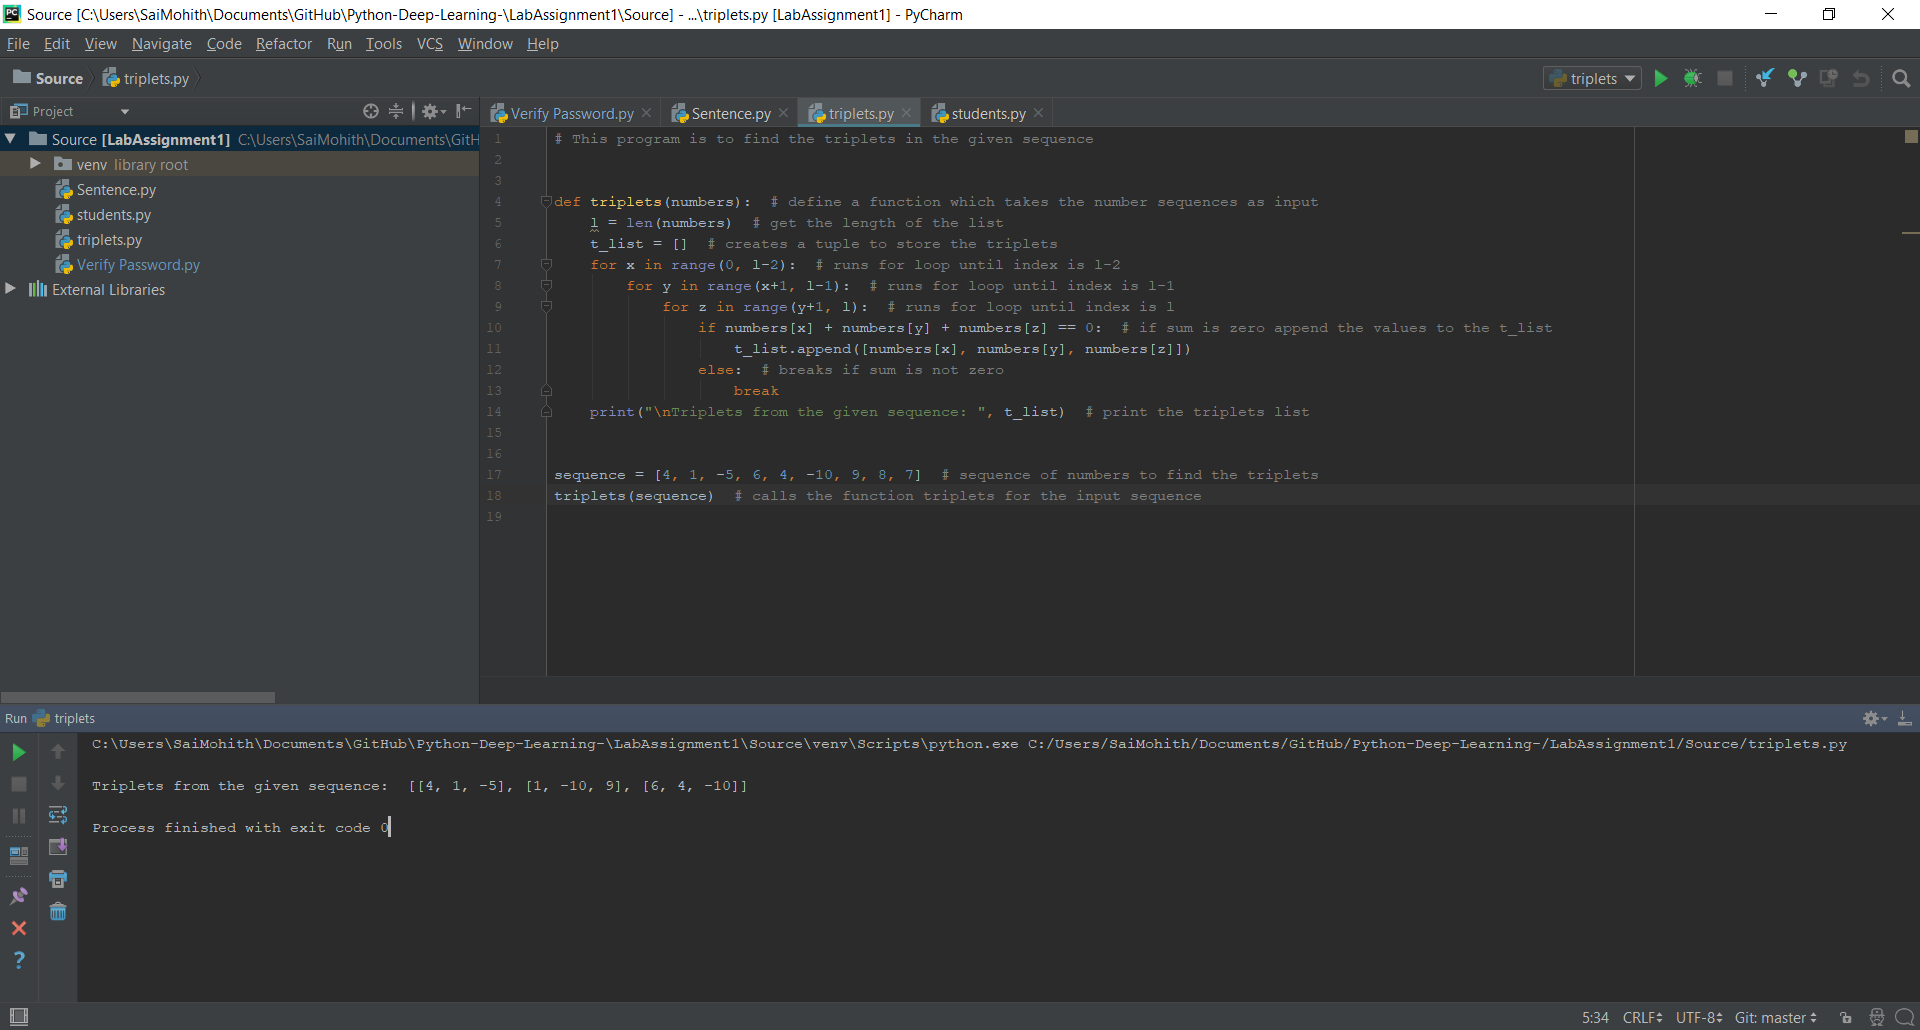 PC Source [C:\Users\SaiMohith\Documents\GitHub\Python-Deep-Learning-\LabAssignment1\Source] - ...\triplets.py [LabAssignment1] - PyCharm
File Edit View Navigate Code Refactor Run Tools VCS Window Help
Source triplets.py triplets
Project
Verify Password.py Sentence.py triplets.py students.py
Source [LabAssignment1] C:\Users\SaiMohith\Documents\GitH
venv library root
Sentence.py
students.py
triplets.py
Verify Password.py
External Libraries
1 # This program is to find the triplets in the given sequence
2
3
4 def triplets(numbers):  # define a function which takes the number sequences as input
5     l = len(numbers)  # get the length of the list
6     t_list = []  # creates a tuple to store the triplets
7     for x in range(0, l-2):  # runs for loop until index is l-2
8         for y in range(x+1, l-1):  # runs for loop until index is l-1
9             for z in range(y+1, l):  # runs for loop until index is l
10                 if numbers[x] + numbers[y] + numbers[z] == 0:  # if sum is zero append the values to the t_list
11                     t_list.append([numbers[x], numbers[y], numbers[z]])
12                 else:  # breaks if sum is not zero
13                     break
14     print("\nTriplets from the given sequence: ", t_list)  # print the triplets list
15
16
17 sequence = [4, 1, -5, 6, 4, -10, 9, 8, 7]  # sequence of numbers to find the triplets
18 triplets(sequence)  # calls the function triplets for the input sequence
19
Run triplets
C:\Users\SaiMohith\Documents\GitHub\Python-Deep-Learning-\LabAssignment1\Source\venv\Scripts\python.exe C:/Users/SaiMohith/Documents/GitHub/Python-Deep-Learning-/LabAssignment1/Source/triplets.py
Triplets from the given sequence:  [[4, 1, -5], [1, -10, 9], [6, 4, -10]]
Process finished with exit code 0
5:34 CRLF UTF-8 Git: master